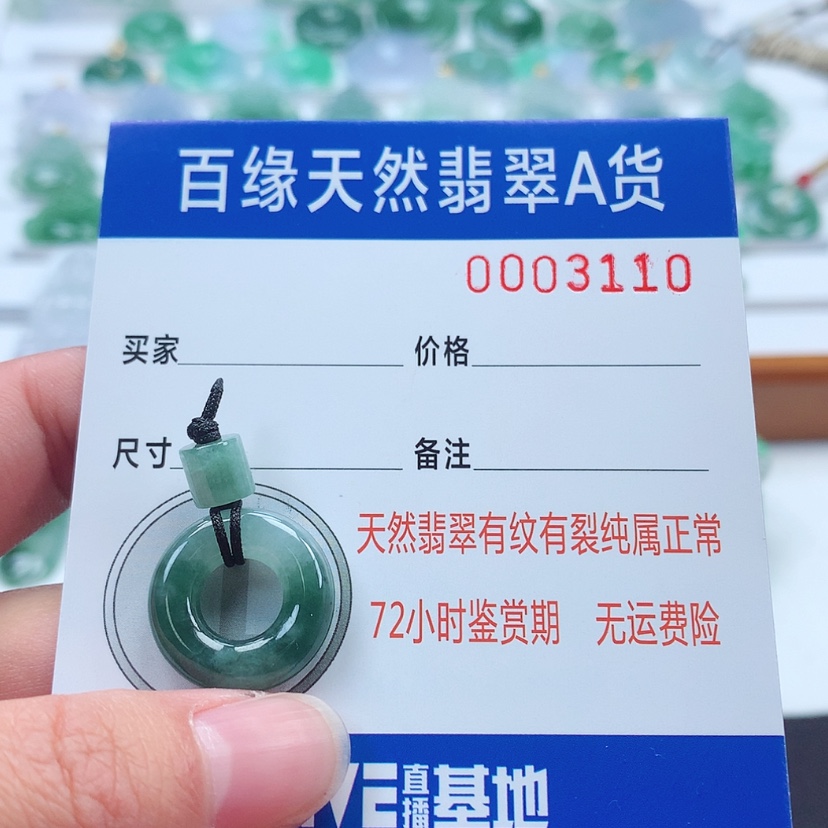 百缘天然翡翠A货
0003110
买家 价格
尺寸 备注
天然翡翠有纹有裂纯属正常
72小时鉴赏期 无运费险
直播基地